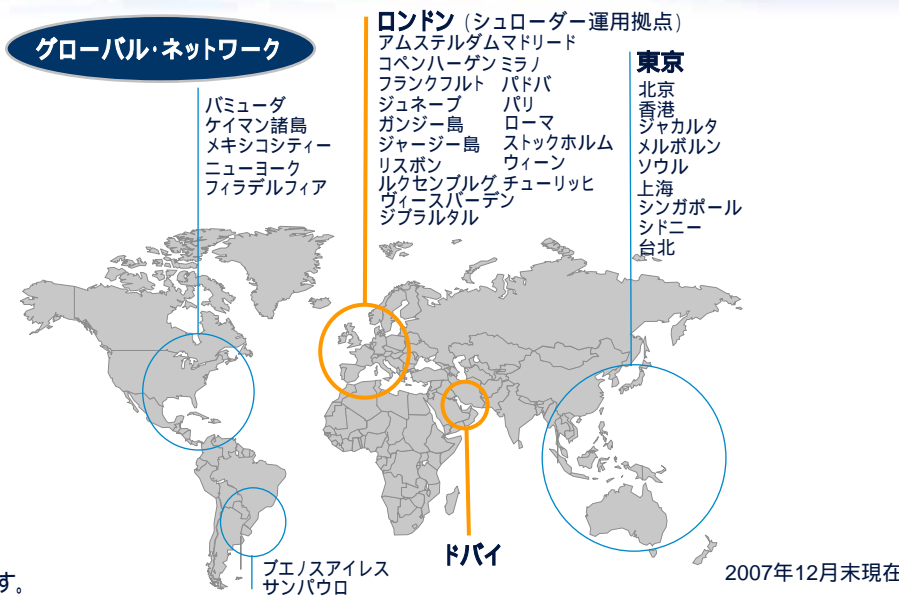 グローバル・ネットワーク
バミューダ
ケイマン諸島
メキシコシティー
ニューヨーク
フィラデルフィア
ロンドン (シュローダー運用拠点)
アムステルダム マドリード
コペンハーゲン ミラノ
フランクフルト パドバ
ジュネーブ パリ
ガンジー島 ローマ
ジャージー島 ストックホルム
リスボン ウィーン
ルクセンブルグ チューリッヒ
ヴィースバーデン
ジブラルタル
東京
北京
香港
ジャカルタ
メルボルン
ソウル
上海
シンガポール
シドニー
台北
ブエノスアイレス
サンパウロ
ドバイ
す。
2007年12月末現在